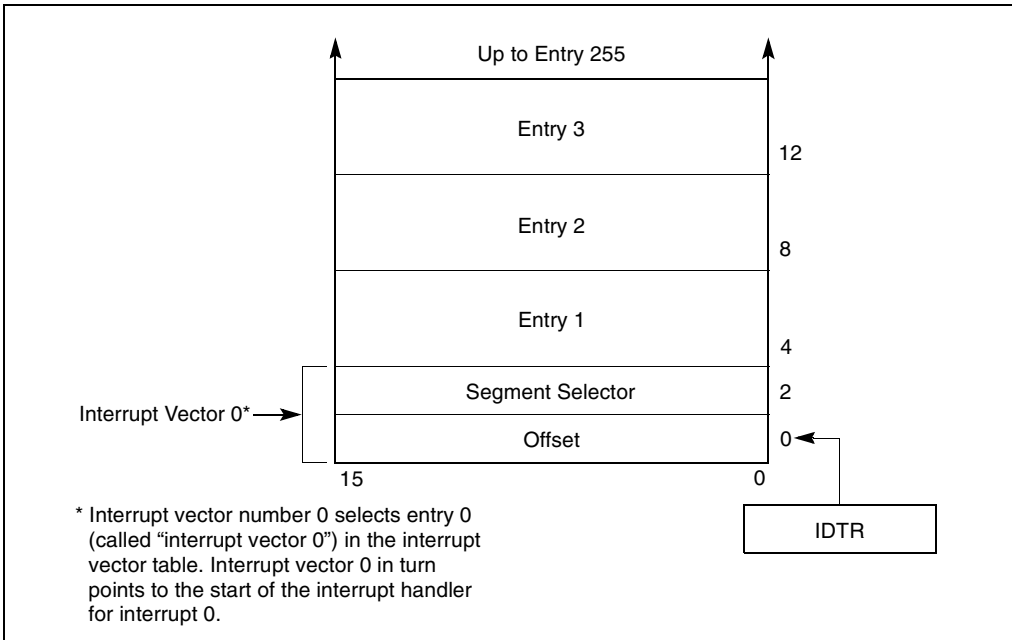 Up to Entry 255
Entry 3
12
Entry 2
8
Entry 1
4
Segment Selector
2
Interrupt Vector 0*
Offset
0
15
0
IDTR
* Interrupt vector number 0 selects entry 0
(called “interrupt vector 0”) in the interrupt
vector table. Interrupt vector 0 in turn
points to the start of the interrupt handler
for interrupt 0.